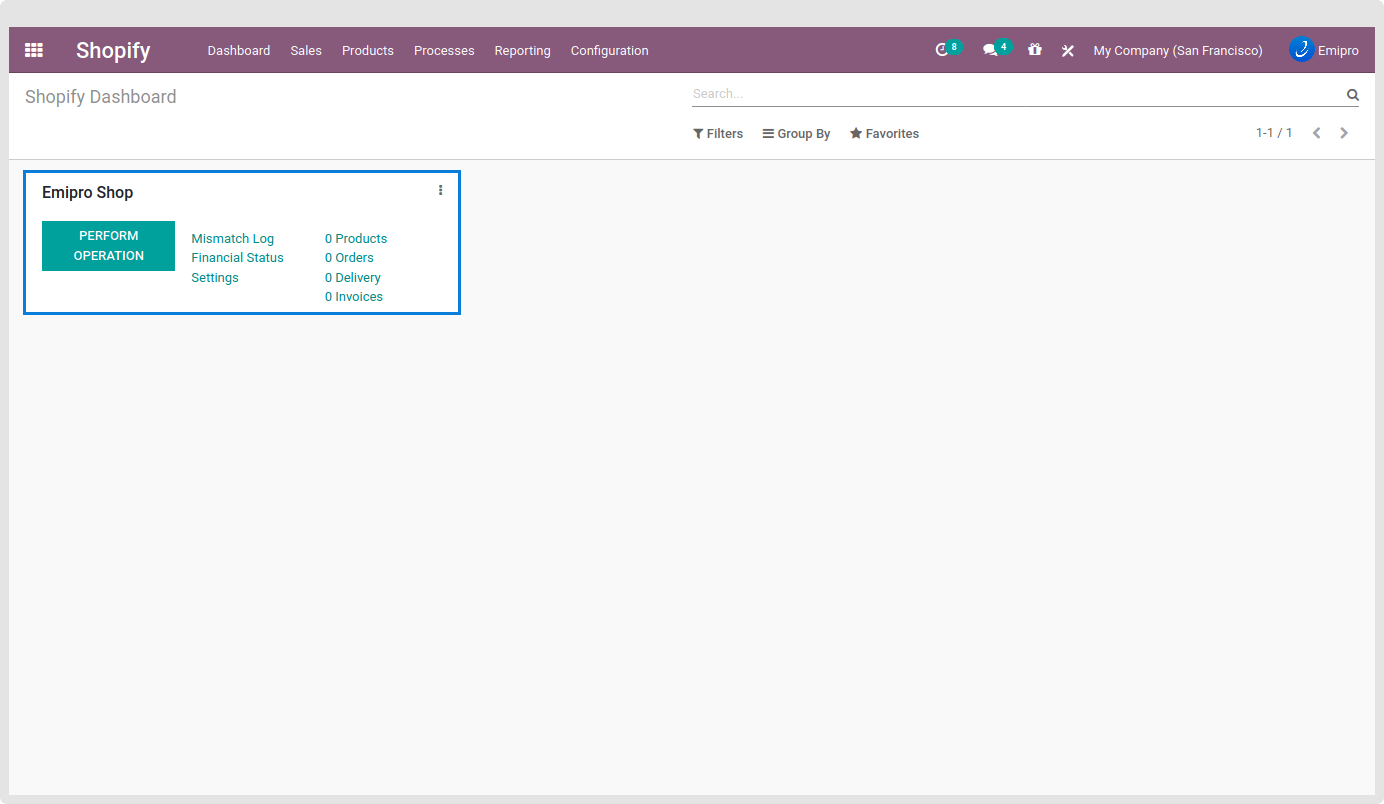 Shopify Dashboard Sales Products Processes Reporting Configuration 8 4 My Company (San Francisco) Emipro
Shopify Dashboard Search...
Filters Group By Favorites 1-1 / 1
Emipro Shop
PERFORM
OPERATION
Mismatch Log
Financial Status
Settings
0 Products
0 Orders
0 Delivery
0 Invoices